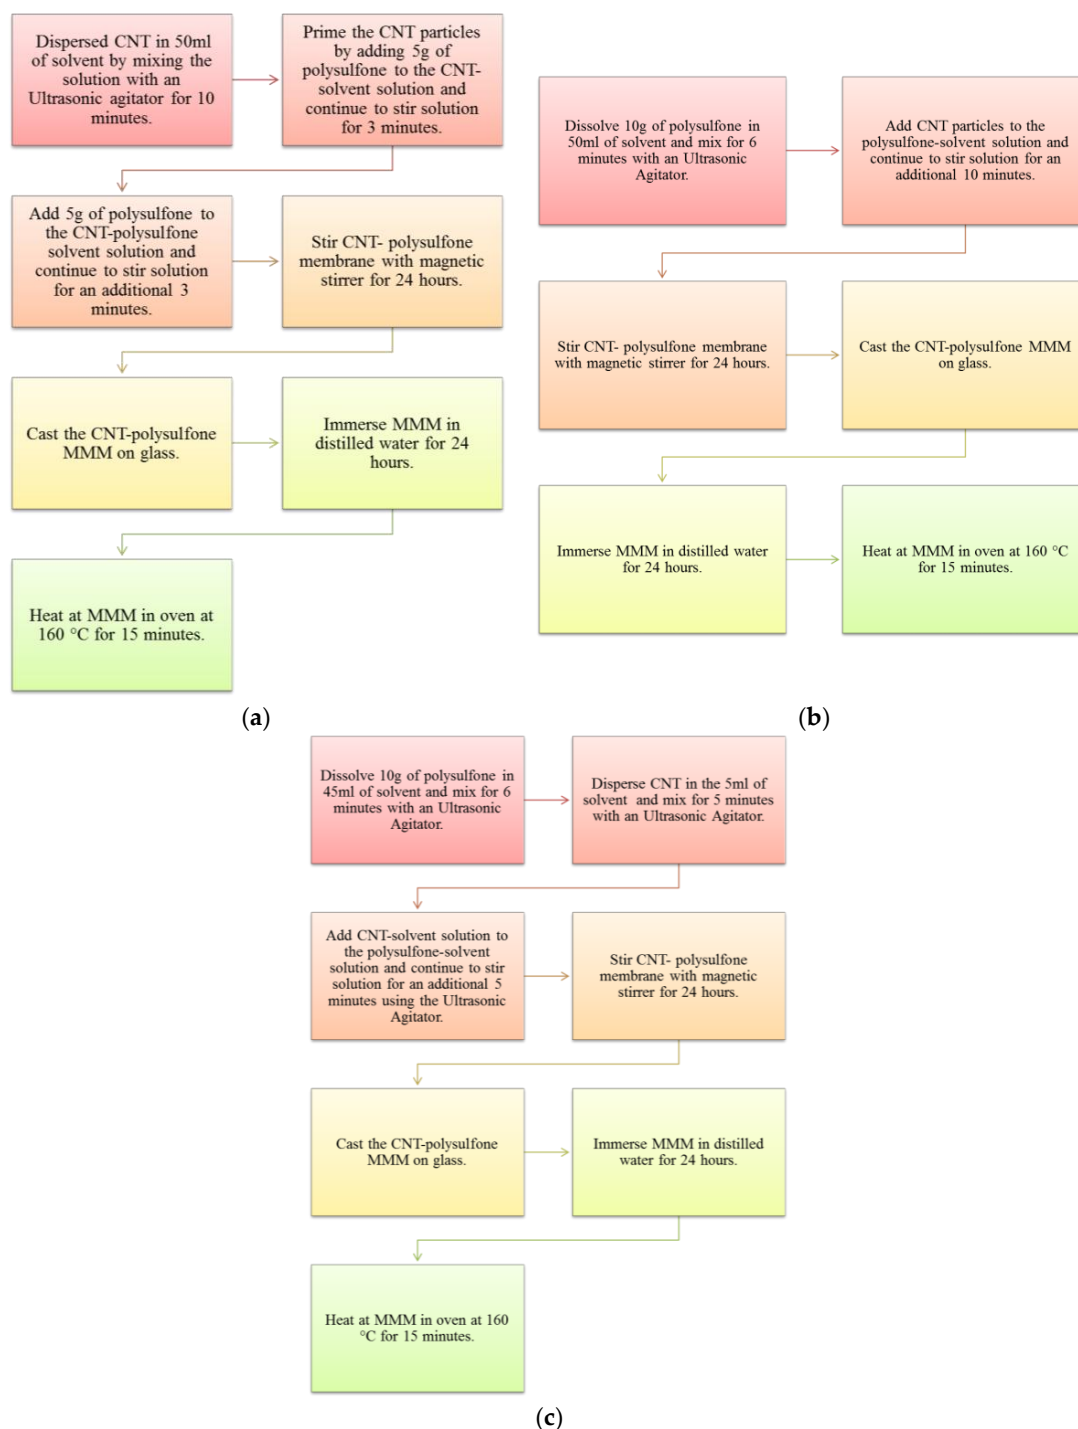 Dispersed CNT in 50ml
of solvent by mixing the
solution with an
Ultrasonic agitator for 10
minutes.
Prime the CNT particles
by adding 5g of
polysulfone to the CNT-
solvent solution and
continue to stir solution
for 3 minutes.
Add 5g of polysulfone to
the CNT-polysulfone
solvent solution and
continue to stir solution
for an additional 3
minutes.
Stir CNT- polysulfone
membrane with magnetic
stirrer for 24 hours.
Cast the CNT-polysulfone
MMM on glass.
Immerse MMM in
distilled water for 24
hours.
Heat at MMM in oven at
160 °C for 15 minutes.
(a)
Dissolve 10g of polysulfone in
50ml of solvent and mix for 6
minutes with an Ultrasonic
Agitator.
Add CNT particles to the
polysulfone-solvent solution and
continue to stir solution for an
additional 10 minutes.
Stir CNT- polysulfone membrane
with magnetic stirrer for 24 hours.
Cast the CNT-polysulfone MMM
on glass.
Immerse MMM in distilled water
for 24 hours.
Heat at MMM in oven at 160 °C
for 15 minutes.
(b)
Dissolve 10g of polysulfone in
45ml of solvent and mix for 6
minutes with an Ultrasonic
Agitator.
Disperse CNT in the 5ml of
solvent and mix for 5 minutes
with an Ultrasonic Agitator.
Add CNT-solvent solution to
the polysulfone-solvent
solution and continue to stir
solution for an additional 5
minutes using the Ultrasonic
Agitator.
Stir CNT- polysulfone
membrane with magnetic
stirrer for 24 hours.
Cast the CNT-polysulfone
MMM on glass.
Immerse MMM in distilled
water for 24 hours.
Heat at MMM in oven at 160
°C for 15 minutes.
(c)